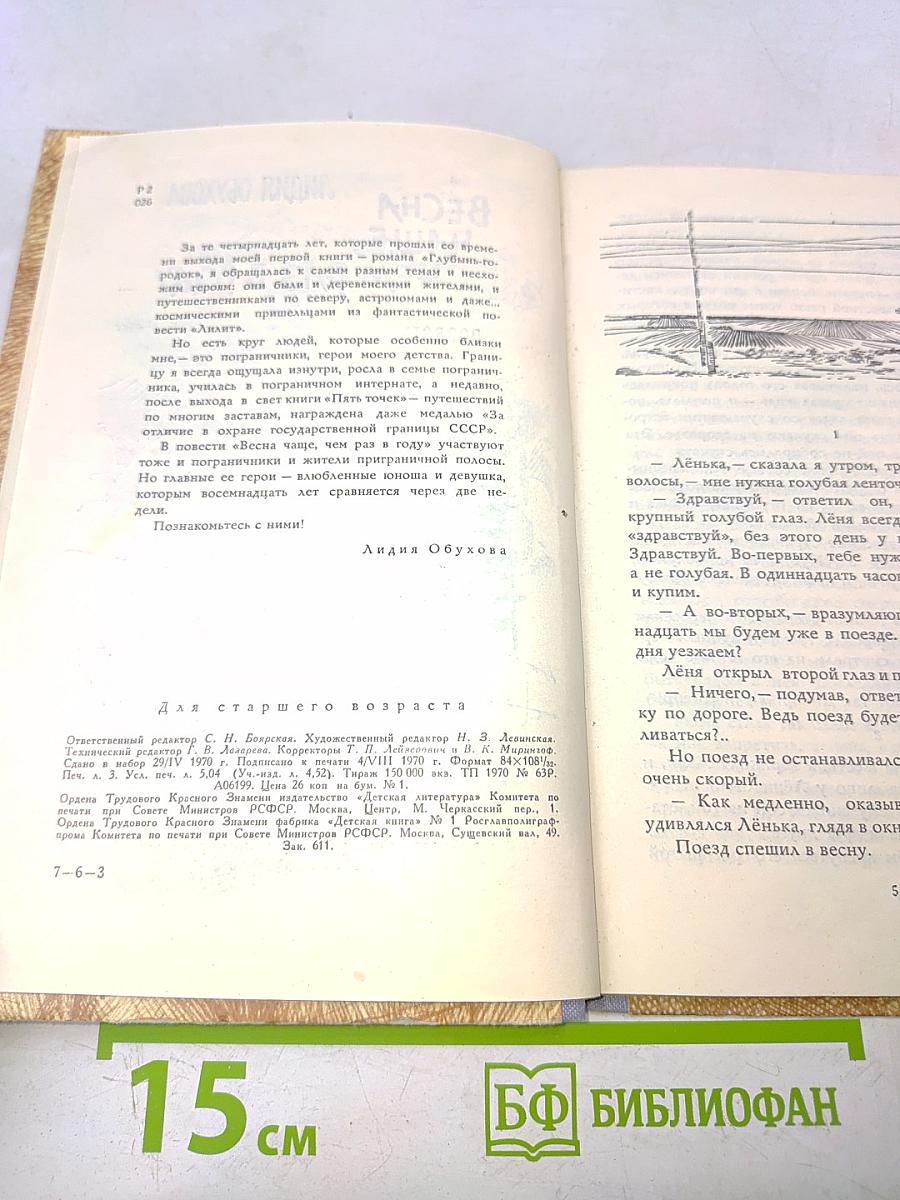 Р 2
О26
За те четырнадцать лет, которые прошли со време-
ни выхода моей первой книги — романа «Глубынь-го-
родок», я обращалась к самым разным темам и несхо-
жим героям: они были и деревенскими жителями, и
путешественниками по северу, астрономами и даже...
космическими пришельцами из фантастической по-
вести «Лилит».
Но есть круг людей, которые особенно близки
мне,— это пограничники, герои моего детства. Грани-
цу я всегда ощущала изнутри, росла в семье погранич-
ника, училась в пограничном интернате, а недавно,
после выхода в свет книги «Пять точек» — путешествий
по многим заставам, награждена даже медалью «За
отличие в охране государственной границы СССР».
В повести «Весна чаще, чем раз в году» участвуют
тоже и пограничники и жители приграничной полосы.
Но главные ее герои — влюбленные юноша и девушка,
которым восемнадцать лет сравняется через две не-
дели.
Познакомьтесь с ними!
Лидия Обухова
Для старшего возраста
Ответственный редактор С. Н. Боярская. Художественный редактор Н. З. Левинская.
Технический редактор Г. В. Лазарева. Корректоры Т. П. Лейзерович и В. К. Мирингоф.
Сдано в набор 29/IV 1970 г. Подписано к печати 4/VIII 1970 г. Формат 84×108¹/₃₂.
Печ. л. 3. Усл. печ. л. 5,04 (Уч.-изд. л. 4,52). Тираж 150 000 экз. ТП 1970 № 63Р.
А06199. Цена 26 коп на бум. № 1.
Ордена Трудового Красного Знамени издательство «Детская литература» Комитета по
печати при Совете Министров РСФСР. Москва, Центр, М. Черкасский пер., 1.
Ордена Трудового Красного Знамени фабрика «Детская книга» № 1 Росглавполиграф-
прома Комитета по печати при Совете Министров РСФСР. Москва, Сущевский вал, 49.
Зак. 611.
7—6—3
1
— Лёнька,— сказала я утром, тр
волосы,— мне нужна голубая ленточ
— Здравствуй,— ответил он,
крупный голубой глаз. Лёня всегд
«здравствуй», без этого день у н
Здравствуй. Во-первых, тебе нуж
а не голубая. В одиннадцать часов
и купим.
— А во-вторых,— вразумляю
надцать мы будем уже в поезде.
дня уезжаем?
Лёня открыл второй глаз и п
— Ничего,— подумав, ответ
ку по дороге. Ведь поезд буде
ливаться?..
Но поезд не останавливался
очень скорый.
— Как медленно, оказыв
удивлялся Лёнька, глядя в окн
Поезд спешил в весну.
5
15 см
БФ БИБЛИОФАН